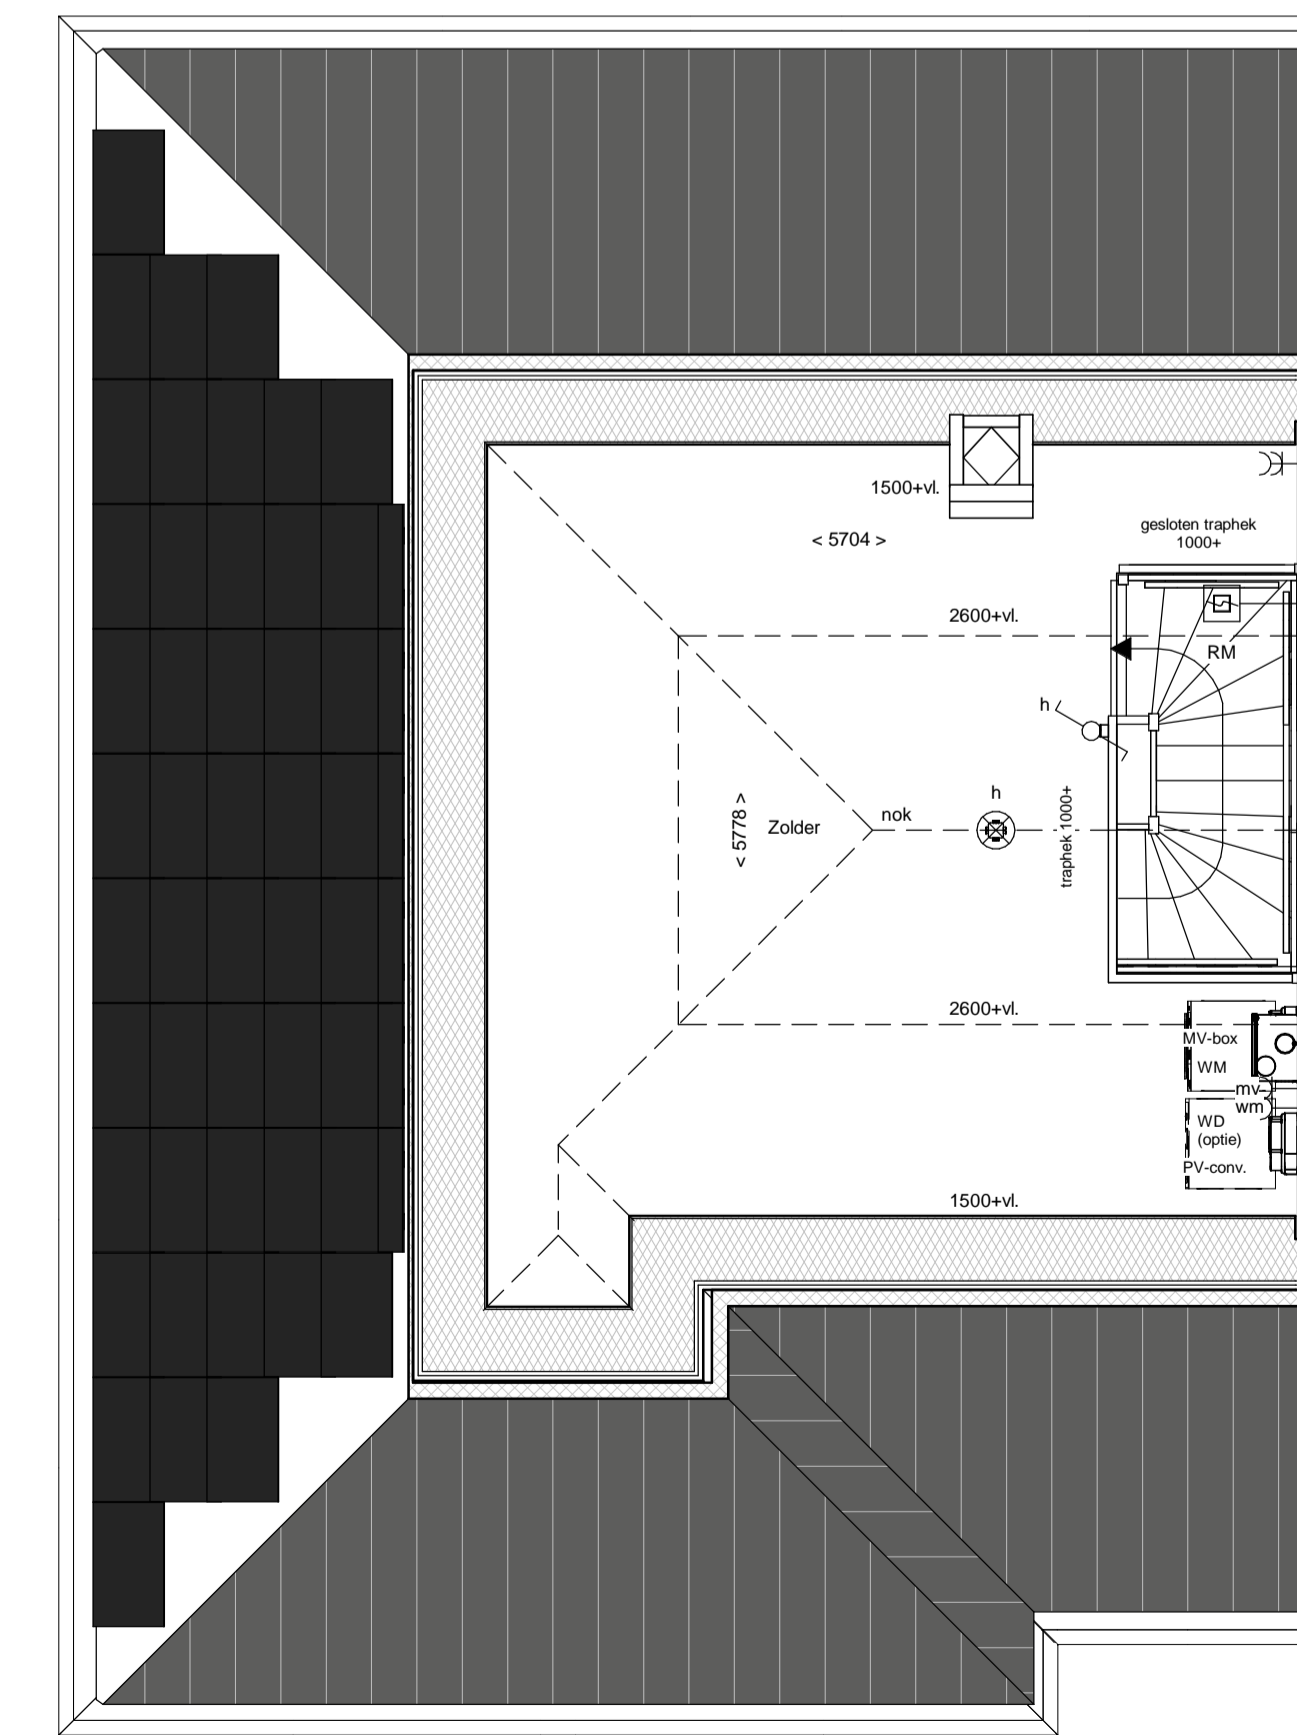 1500+vl.
< 5704 >
gesloten traphek
1000+
2600+vl.
RM
h
h
nok
Zolder
< 5778 >
traphek 1000+
2600+vl.
MV-box
WM
mv
wm
WD
(optie)
PV-conv.
1500+vl.